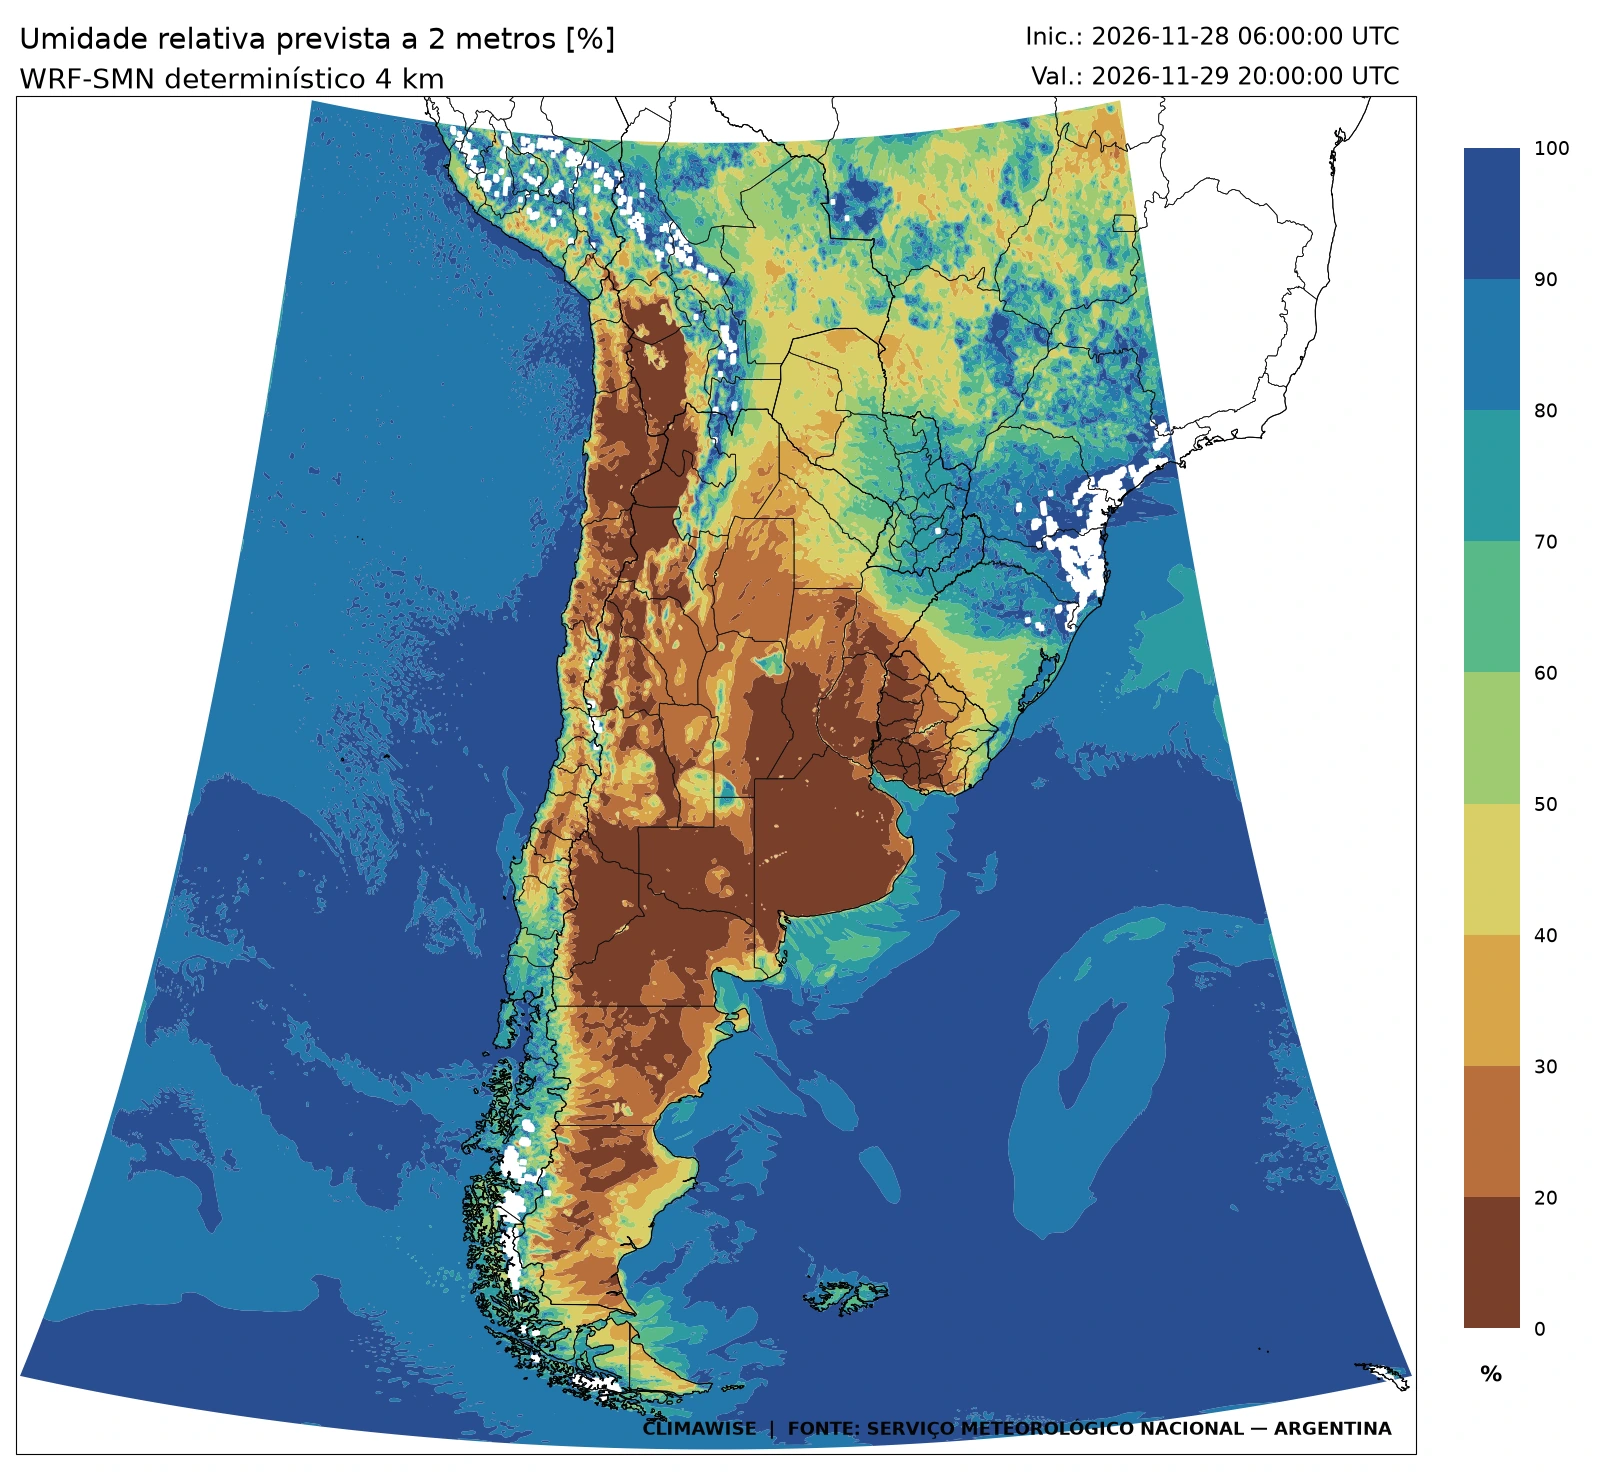 Umidade relativa prevista a 2 metros [%]
WRF-SMN determinístico 4 km
Inic.: 2026-11-28 06:00:00 UTC
Val.: 2026-11-29 20:00:00 UTC
100
90
80
70
60
50
40
30
20
0
%
CLIMAWISE | FONTE: SERVIÇO METEOROLÓGICO NACIONAL — ARGENTINA